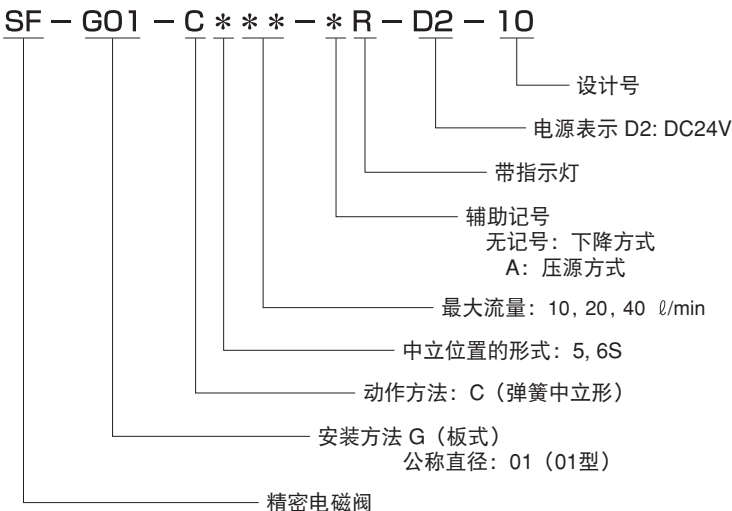 SF－G01－C＊＊＊－＊R－D2－10
设计号
电源表示 D2: DC24V
带指示灯
辅助记号
无记号：下降方式
A：压源方式
最大流量：10, 20, 40 ℓ/min
中立位置的形式：5, 6S
动作方法：C（弹簧中立形）
安装方法 G（板式）
公称直径：01（01型）
精密电磁阀